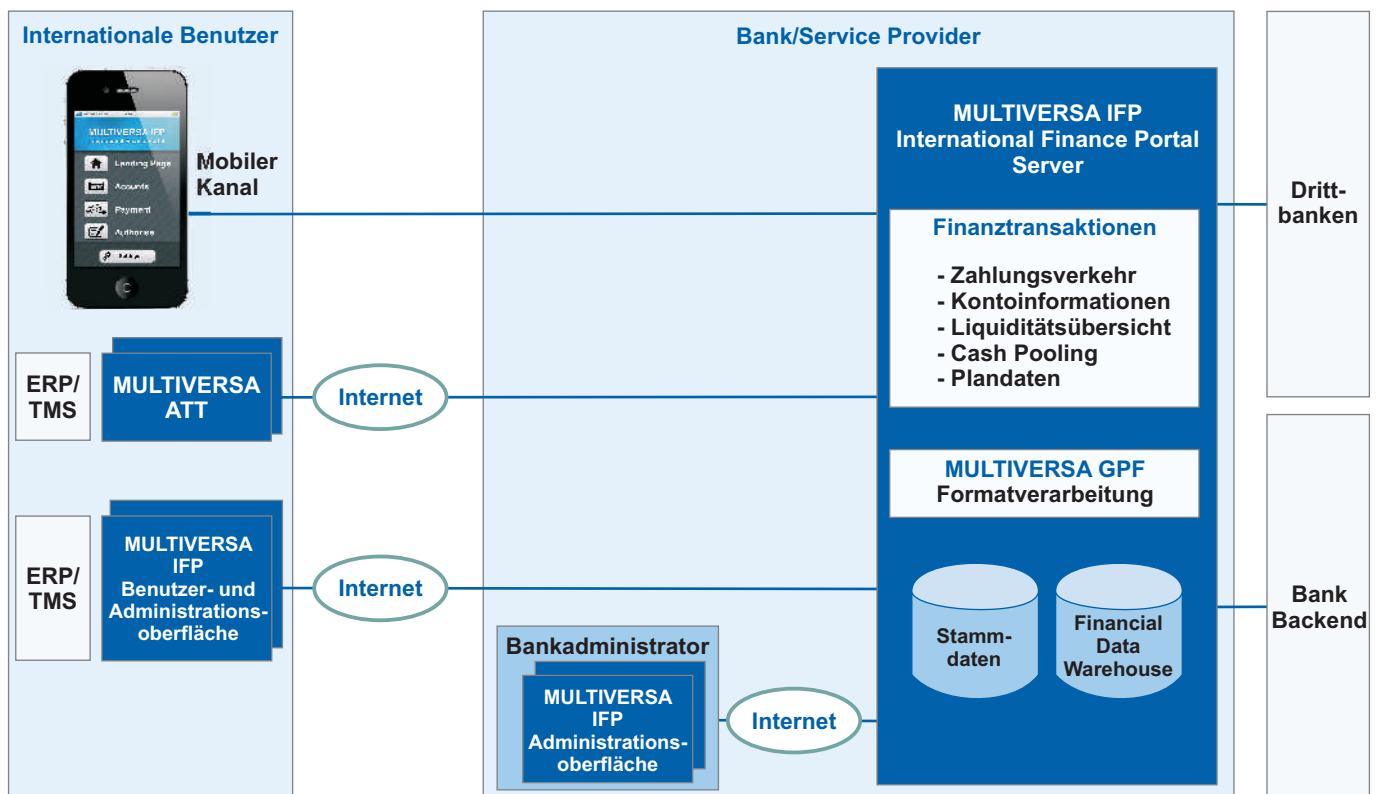 Internationale Benutzer
MULTIVERSA IFP
Landing Page
Accounts
Payment
Authorise
Mobiler
Kanal
ERP/
TMS
MULTIVERSA
ATT
Internet
ERP/
TMS
MULTIVERSA
IFP
Benutzer- und
Administrations-
oberfläche
Internet
Bank/Service Provider
Bankadministrator
MULTIVERSA
IFP
Administrations-
oberfläche
Internet
MULTIVERSA IFP
International Finance Portal
Server
Finanztransaktionen
- Zahlungsverkehr
- Kontoinformationen
- Liquiditätsübersicht
- Cash Pooling
- Plandaten
MULTIVERSA GPF
Formatverarbeitung
Stamm-
daten
Financial
Data
Warehouse
Dritt-
banken
Bank
Backend